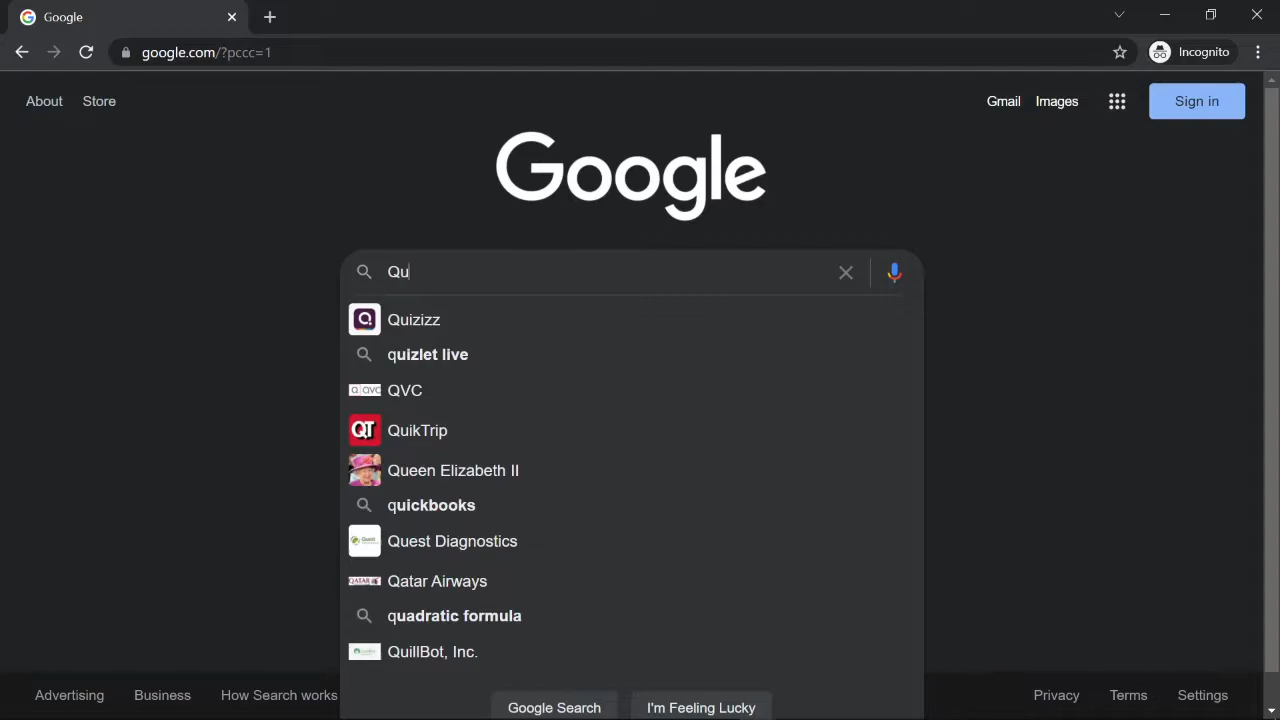 Google
google.com/?pccc=1
Incognito
About Store
Gmail Images
Sign in
Google
Qu
Quizizz
quizlet live
QVC
QuikTrip
QT
Queen Elizabeth II
quickbooks
Quest Diagnostics
Qatar Airways
quadratic formula
QuillBot, Inc.
Google Search
I'm Feeling Lucky
Advertising Business How Search works
Privacy Terms Settings